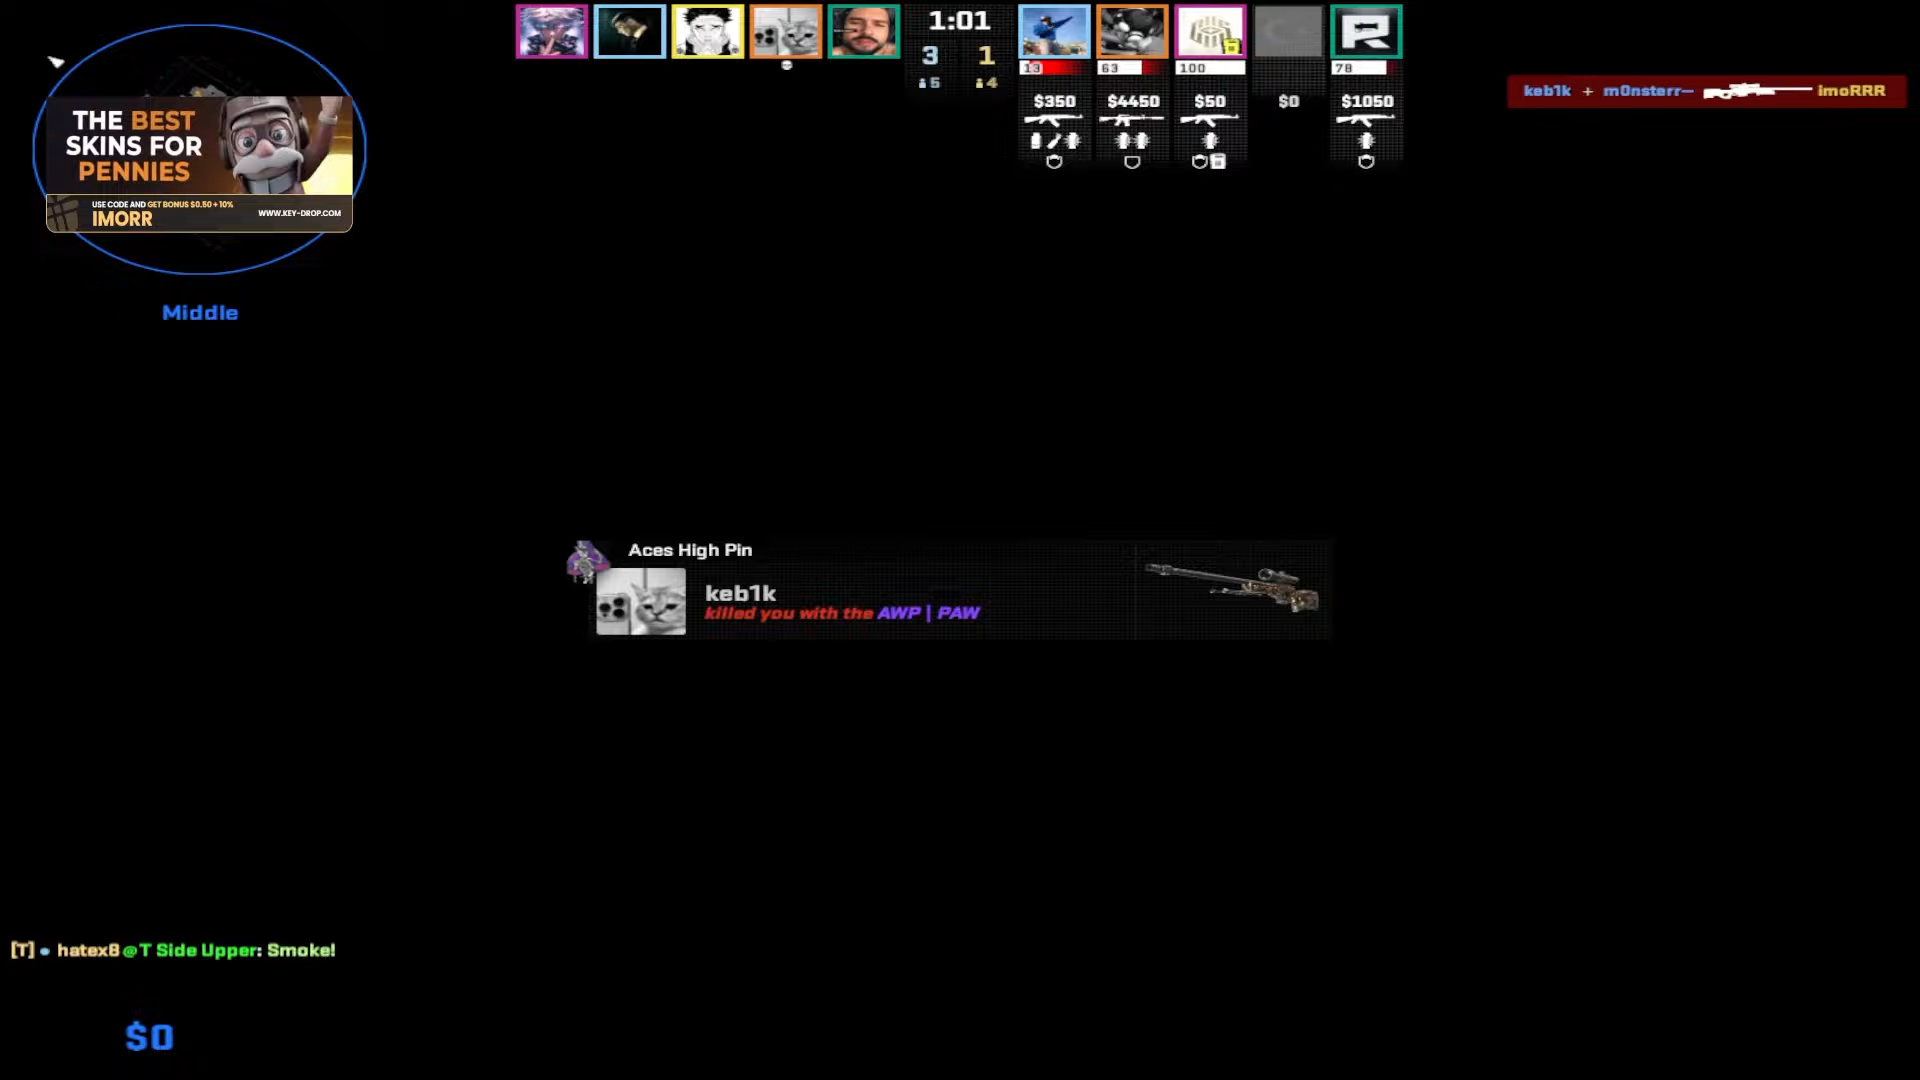 1:01
3 1
5 4
13 63 100 78
$350 $4450 $50 $0 $1050
keb1k + m0nsterr— imoRRR
THE BEST
SKINS FOR
PENNIES
USE CODE AND GET BONUS $0.50 + 10%
IMORR
WWW.KEY-DROP.COM
Middle
Aces High Pin
keb1k
killed you with the AWP | PAW
[T] • hatex8@T Side Upper: Smoke!
$0